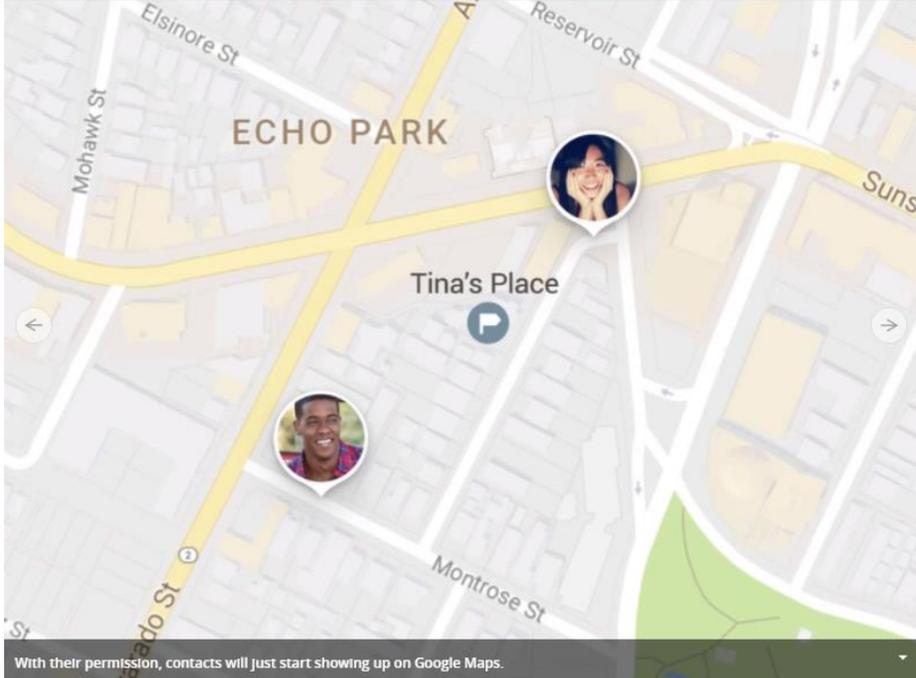 Elsinore St
Reservoir St
Mohawk St
ECHO PARK
Suns
Tina's Place
2
Montrose St
arado St
St
With their permission, contacts will just start showing up on Google Maps.